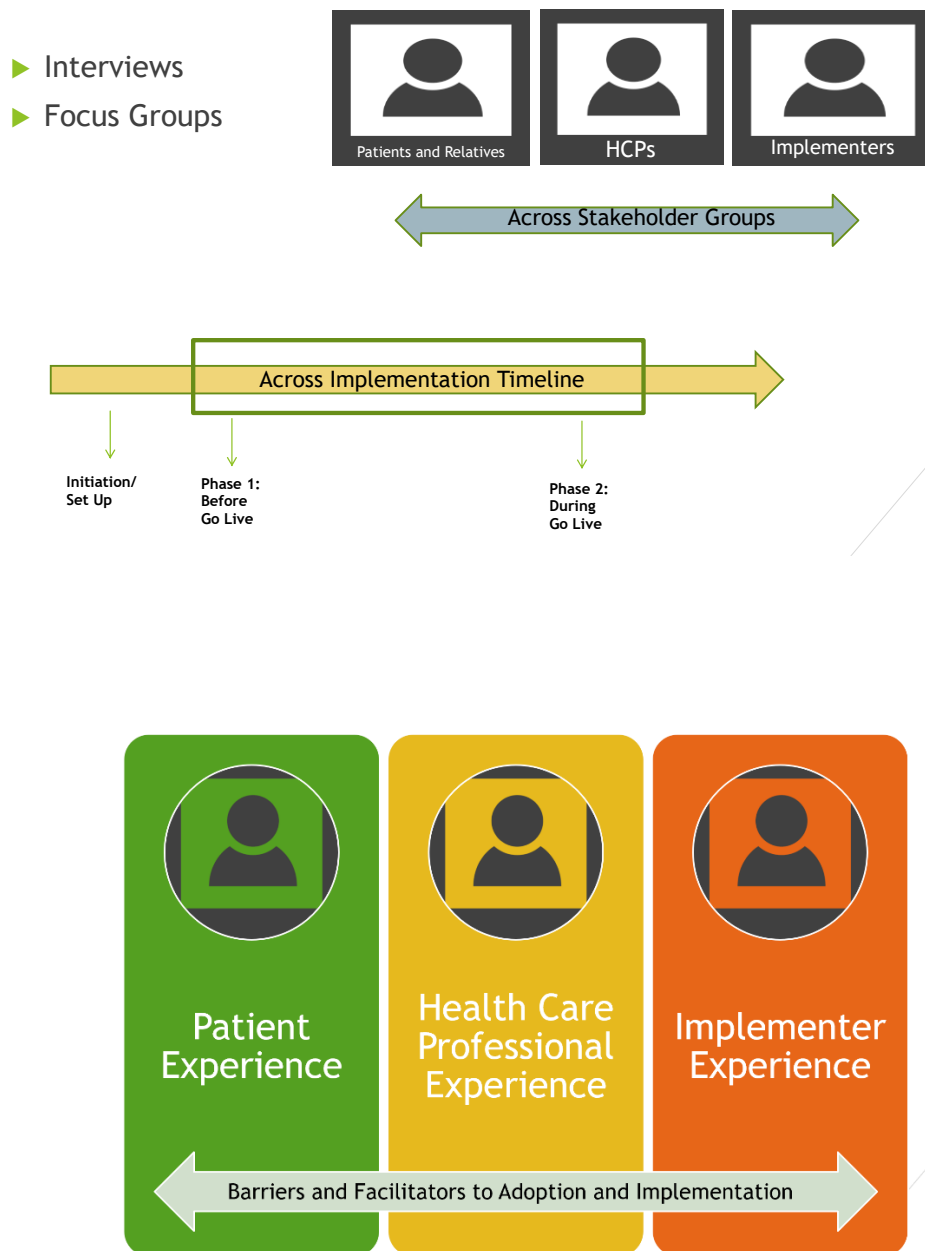 Interviews
Focus Groups
Patients and Relatives
HCPs
Implementers
Across Stakeholder Groups
Across Implementation Timeline
Initiation/
Set Up
Phase 1:
Before
Go Live
Phase 2:
During
Go Live
Patient
Experience
Health Care
Professional
Experience
Implementer
Experience
Barriers and Facilitators to Adoption and Implementation